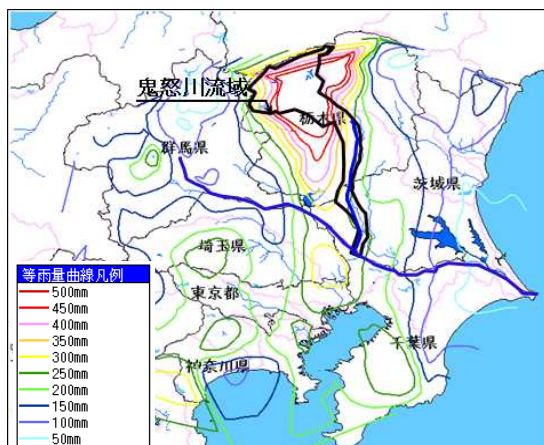 鬼怒川流域
栃木県
群馬県
茨城県
埼玉県
東京都
千葉県
神奈川県
等雨量曲線凡例
500mm
450mm
400mm
350mm
300mm
250mm
200mm
150mm
100mm
50mm